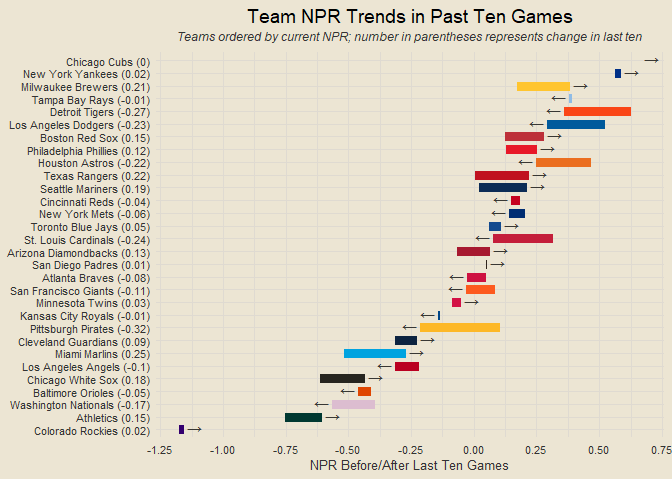 Team NPR Trends in Past Ten Games
Teams ordered by current NPR; number in parentheses represents change in last ten
Chicago Cubs (0)
New York Yankees (0.02)
Milwaukee Brewers (0.21)
Tampa Bay Rays (-0.01)
Detroit Tigers (-0.27)
Los Angeles Dodgers (-0.23)
Boston Red Sox (0.15)
Philadelphia Phillies (0.12)
Houston Astros (-0.22)
Texas Rangers (0.22)
Seattle Mariners (0.19)
Cincinnati Reds (-0.04)
New York Mets (-0.06)
Toronto Blue Jays (0.05)
St. Louis Cardinals (-0.24)
Arizona Diamondbacks (0.13)
San Diego Padres (0.01)
Atlanta Braves (-0.08)
San Francisco Giants (-0.11)
Minnesota Twins (0.03)
Kansas City Royals (-0.01)
Pittsburgh Pirates (-0.32)
Cleveland Guardians (0.09)
Miami Marlins (0.25)
Los Angeles Angels (-0.1)
Chicago White Sox (0.18)
Baltimore Orioles (-0.05)
Washington Nationals (-0.17)
Athletics (0.15)
Colorado Rockies (0.02)
-1.25 -1.00 -0.75 -0.50 -0.25 0.00 0.25 0.50 0.75
NPR Before/After Last Ten Games